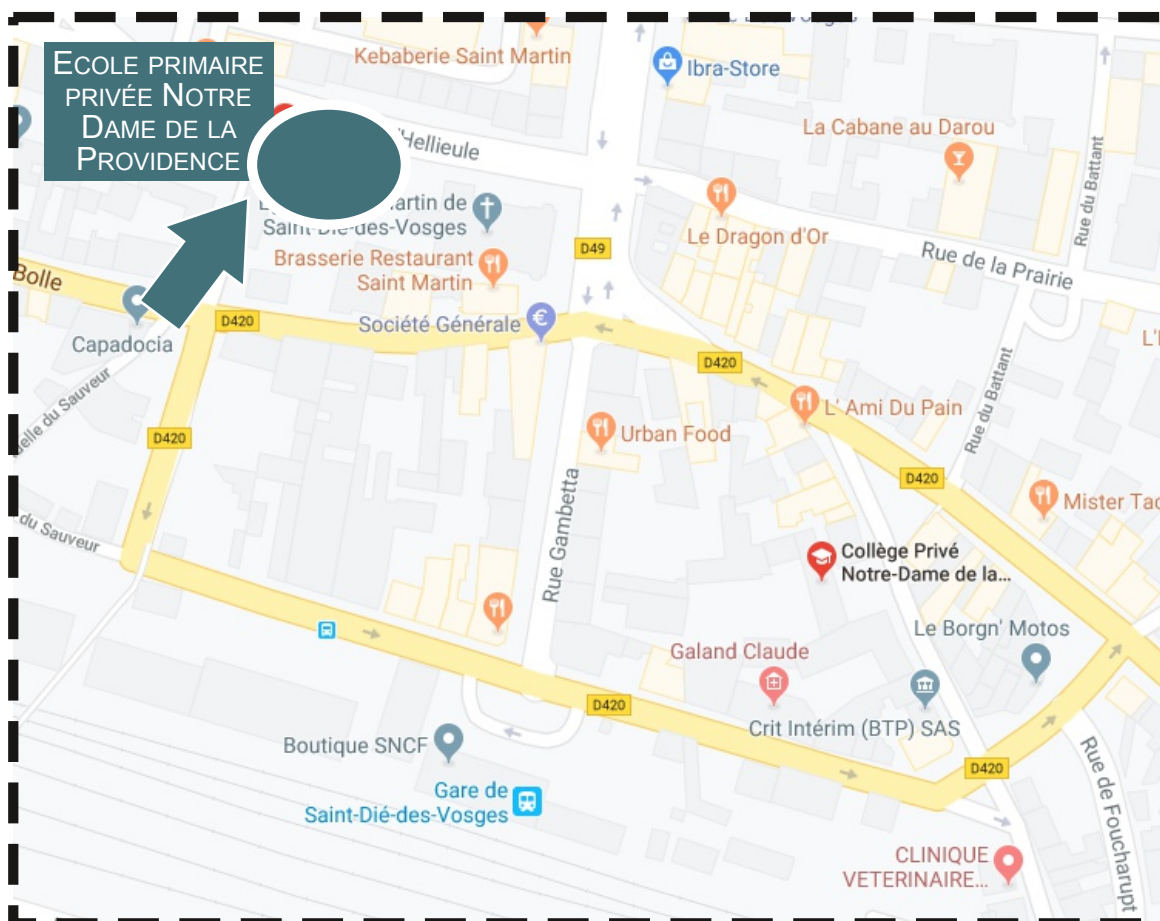 ECOLE PRIMAIRE
PRIVÉE NOTRE
DAME DE LA
PROVIDENCE
Kebaberie Saint Martin
Ibra-Store
La Cabane au Darou
Rue du Battant
Hellieule
artin de
Saint-Dié-des-Vosges
Le Dragon d'Or
D49
Rue de la Prairie
Brasserie Restaurant
Saint Martin
Bolle
D420
Société Générale
Capadocia
D420
Rue du Battant
L' Ami Du Pain
Urban Food
D420
D420
Mister Tac
du Sauveur
du Sauveur
Rue Gambetta
Collège Privé
Notre-Dame de la...
Le Borgn' Motos
Galand Claude
D420
Crit Intérim (BTP) SAS
Boutique SNCF
D420
Rue de Foucharupt
Gare de
Saint-Dié-des-Vosges
CLINIQUE
VETERINAIRE...